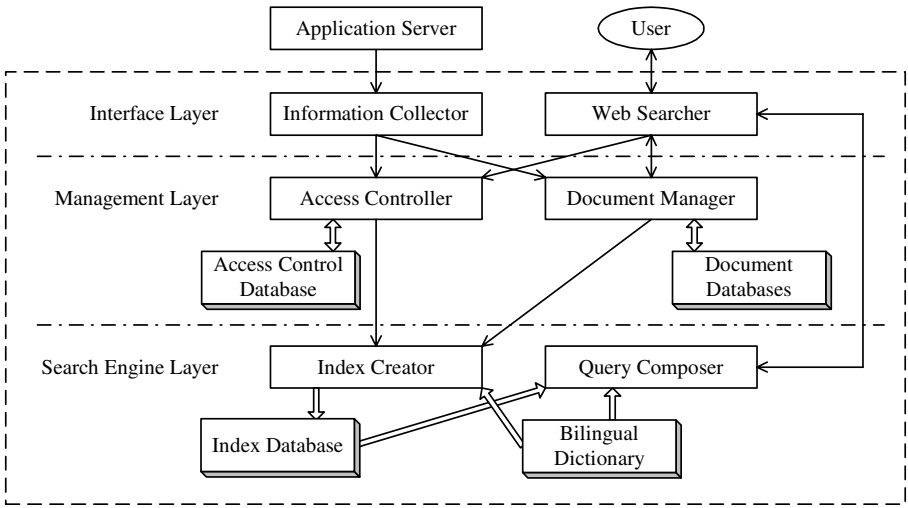 Application Server
User
Interface Layer
Information Collector
Web Searcher
Management Layer
Access Controller
Document Manager
Access Control
Database
Document
Databases
Search Engine Layer
Index Creator
Query Composer
Index Database
Bilingual
Dictionary